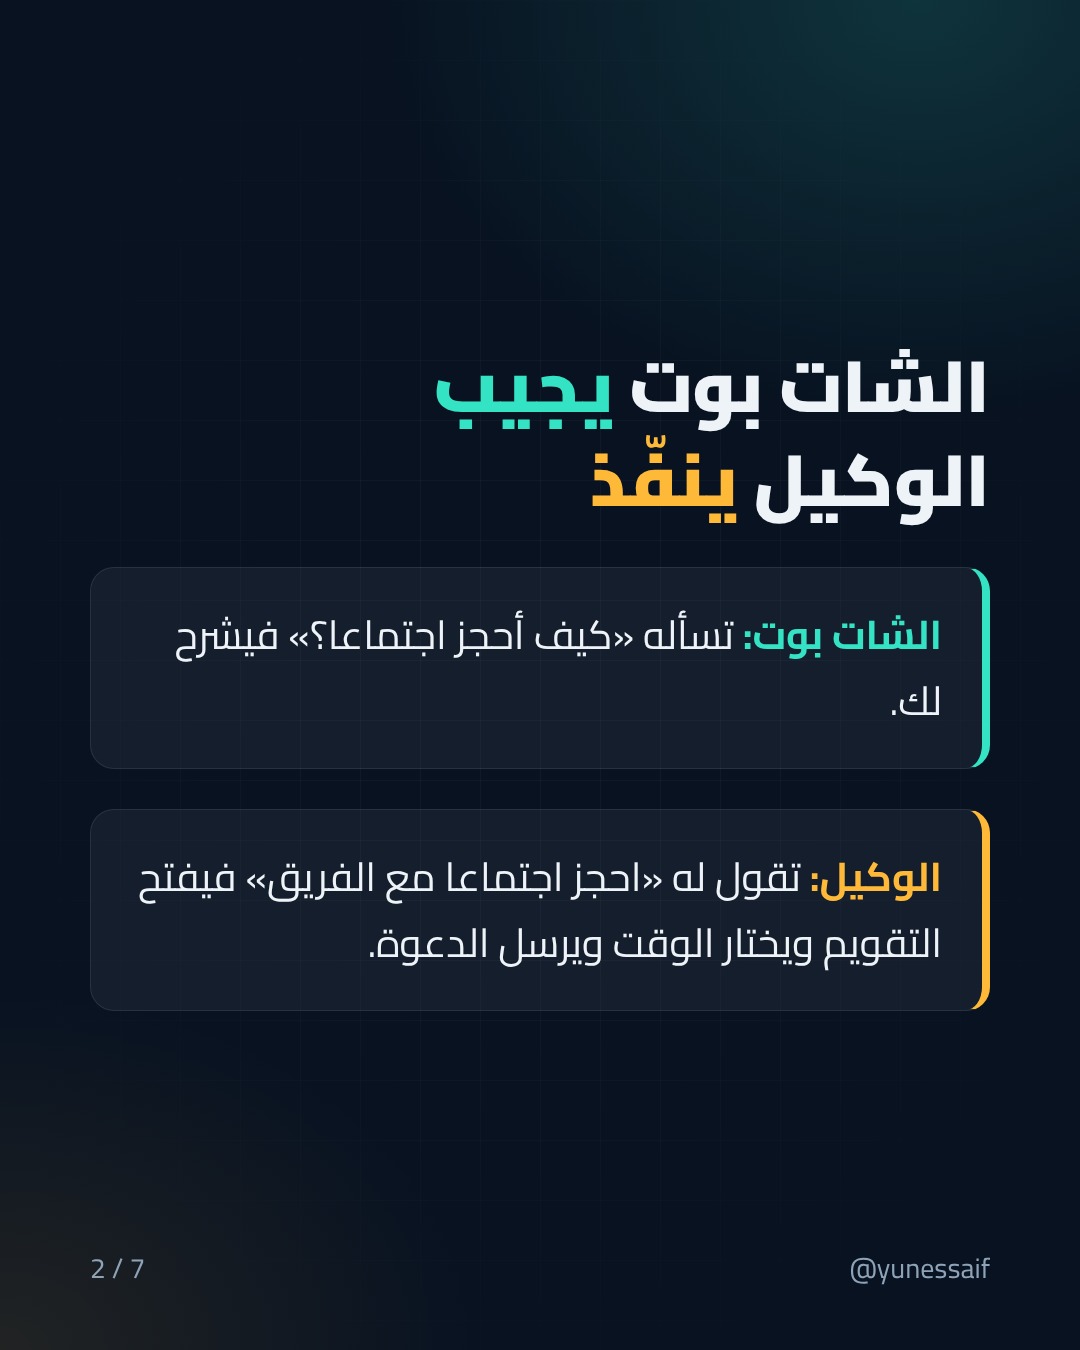 الشات بوت يجيب
الوكيل ينفّذ
الشات بوت: تسأله «كيف أحجز اجتماعا؟» فيشرح
لك.
الوكيل: تقول له «احجز اجتماعا مع الفريق» فيفتح
التقويم ويختار الوقت ويرسل الدعوة.
2 / 7
@yunessaif